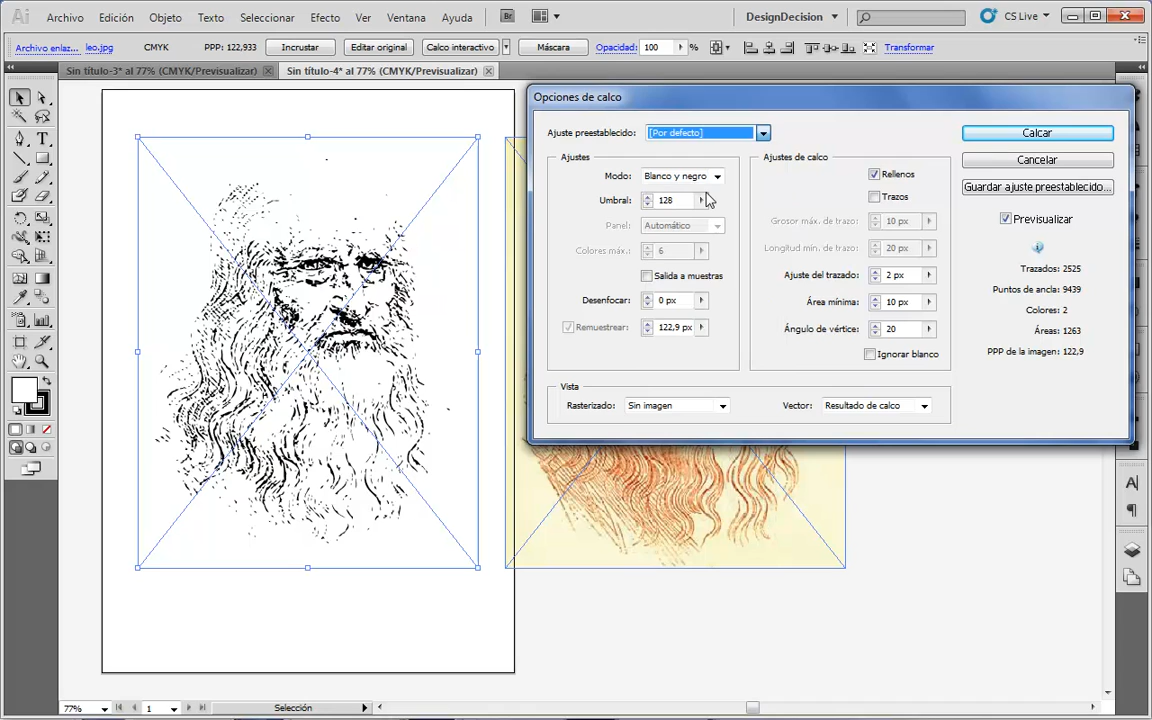 Ai Archivo Edición Objeto Texto Seleccionar Efecto Ver Ventana Ayuda Br DesignDecision CS Live
Archivo enlaz... leo.jpg CMYK PPP: 122,933 Incrustar Editar original Calco interactivo Máscara Opacidad: 100 % Transformar
Sin título-3* al 77% (CMYK/Previsualizar) Sin título-4* al 77% (CMYK/Previsualizar)
Opciones de calco
Ajuste preestablecido: [Por defecto] Calcar
Ajustes Ajustes de calco Cancelar
Modo: Blanco y negro Rellenos
Guardar ajuste preestablecido...
Umbral: 128 Trazos
Panel: Automático Grosor máx. de trazo: 10 px Previsualizar
Colores máx.: 6 Longitud mín. de trazo: 20 px
Salida a muestras Ajuste del trazado: 2 px Trazados: 2525
Puntos de ancla: 9439
Desenfocar: 0 px Área mínima: 10 px Colores: 2
Remuestrear: 122,9 px Ángulo de vértice: 20 Áreas: 1263
Ignorar blanco PPP de la imagen: 122,9
Vista
Rasterizado: Sin imagen Vector: Resultado de calco
77% 1 Selección